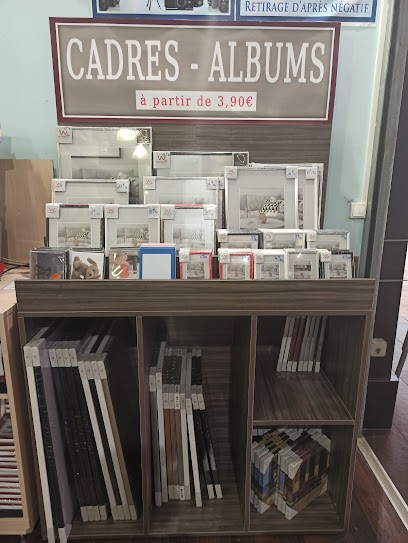 RETIRAGE D'APRÈS NÉGATIF
CADRES - ALBUMS
à partir de 3,90€